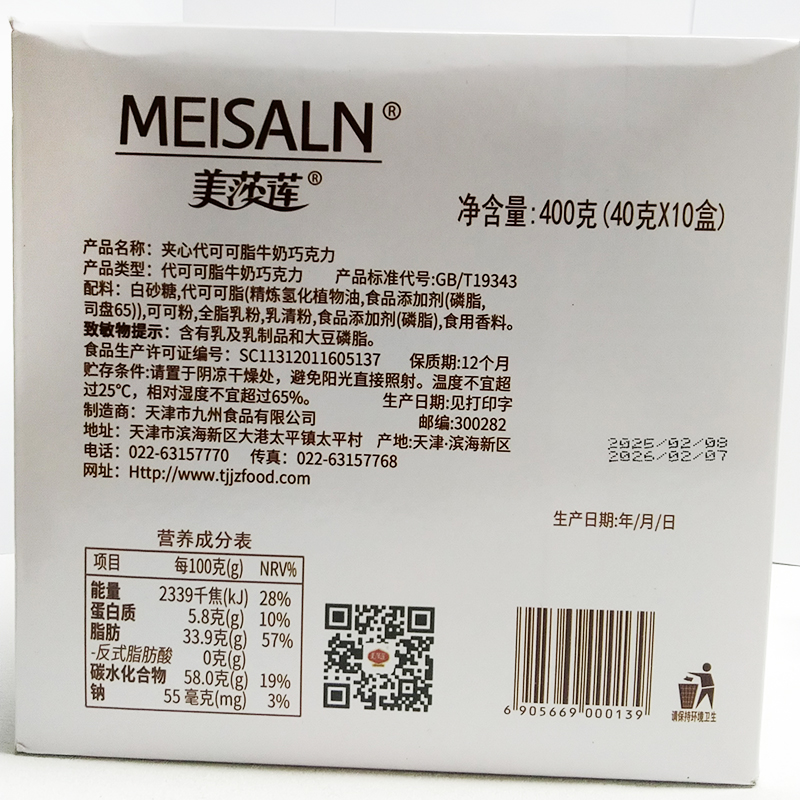 MEISALN®
美莎莲®
净含量:400克(40克X10盒)
产品名称：夹心代可可脂牛奶巧克力
产品类型：代可可脂牛奶巧克力 产品标准代号:GB/T19343
配料：白砂糖,代可可脂(精炼氢化植物油,食品添加剂(磷脂,
司盘65)),可可粉,全脂乳粉,乳清粉,食品添加剂(磷脂),食用香料。
致敏物提示：含有乳及乳制品和大豆磷脂。
食品生产许可证编号：SC11312011605137 保质期:12个月
贮存条件:请置于阴凉干燥处，避免阳光直接照射。温度不宜超
过25℃，相对湿度不宜超过65%。 生产日期:见打印字
制造商：天津市九州食品有限公司 邮编:300282
地址：天津市滨海新区大港太平镇太平村 产地:天津·滨海新区
电话：022-63157770 传真：022-63157768
网址：Http://www.tjjzfood.com
2025/02/08
2026/02/07
生产日期:年/月/日
营养成分表
项目 每100克(g) NRV%
能量 2339千焦(kJ) 28%
蛋白质 5.8克(g) 10%
脂肪 33.9克(g) 57%
-反式脂肪酸 0克(g)
碳水化合物 58.0克(g) 19%
钠 55 毫克(mg) 3%
6 905669 000139
请保持环境卫生